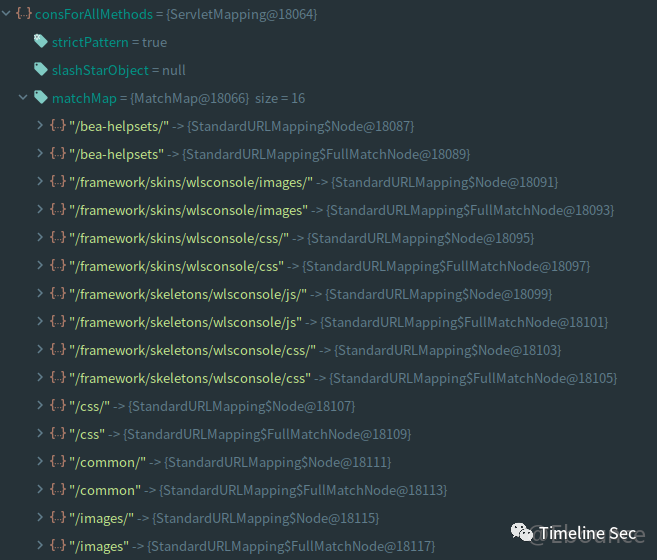 consForAllMethods = {ServletMapping@18064}
strictPattern = true
slashStarObject = null
matchMap = {MatchMap@18066} size = 16
{..} "/bea-helpsets/" -> {StandardURLMapping$Node@18087}
{..} "/bea-helpsets" -> {StandardURLMapping$FullMatchNode@18089}
{..} "/framework/skins/wlsconsole/images/" -> {StandardURLMapping$Node@18091}
{..} "/framework/skins/wlsconsole/images" -> {StandardURLMapping$FullMatchNode@18093}
{..} "/framework/skins/wlsconsole/css/" -> {StandardURLMapping$Node@18095}
{..} "/framework/skins/wlsconsole/css" -> {StandardURLMapping$FullMatchNode@18097}
{..} "/framework/skeletons/wlsconsole/js/" -> {StandardURLMapping$Node@18099}
{..} "/framework/skeletons/wlsconsole/js" -> {StandardURLMapping$FullMatchNode@18101}
{..} "/framework/skeletons/wlsconsole/css/" -> {StandardURLMapping$Node@18103}
{..} "/framework/skeletons/wlsconsole/css" -> {StandardURLMapping$FullMatchNode@18105}
{..} "/css/" -> {StandardURLMapping$Node@18107}
{..} "/css" -> {StandardURLMapping$FullMatchNode@18109}
{..} "/common/" -> {StandardURLMapping$Node@18111}
{..} "/common" -> {StandardURLMapping$FullMatchNode@18113}
{..} "/images/" -> {StandardURLMapping$Node@18115}
{..} "/images" -> {StandardURLMapping$FullMatchNode@18117}
Timeline Sec
@Ebounce